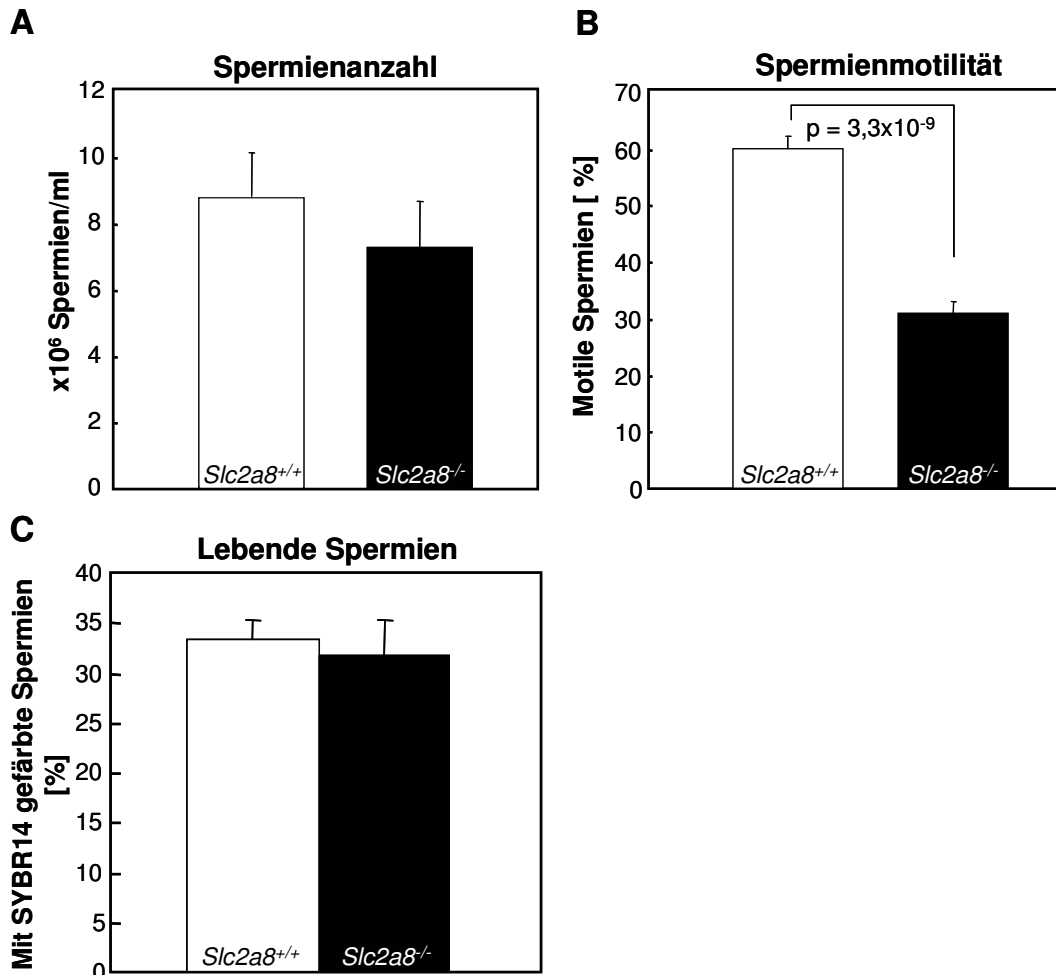 A
Spermienanzahl
x10⁶ Spermien/ml
12
10
8
6
4
2
0
Slc2a8⁺/⁺
Slc2a8⁻/⁻
B
Spermienmotilität
Motile Spermien [ %]
70
60
50
40
30
20
10
0
p = 3,3x10⁻⁹
Slc2a8⁺/⁺
Slc2a8⁻/⁻
C
Lebende Spermien
Mit SYBR14 gefärbte Spermien
[%]
40
35
30
25
20
15
10
5
0
Slc2a8⁺/⁺
Slc2a8⁻/⁻